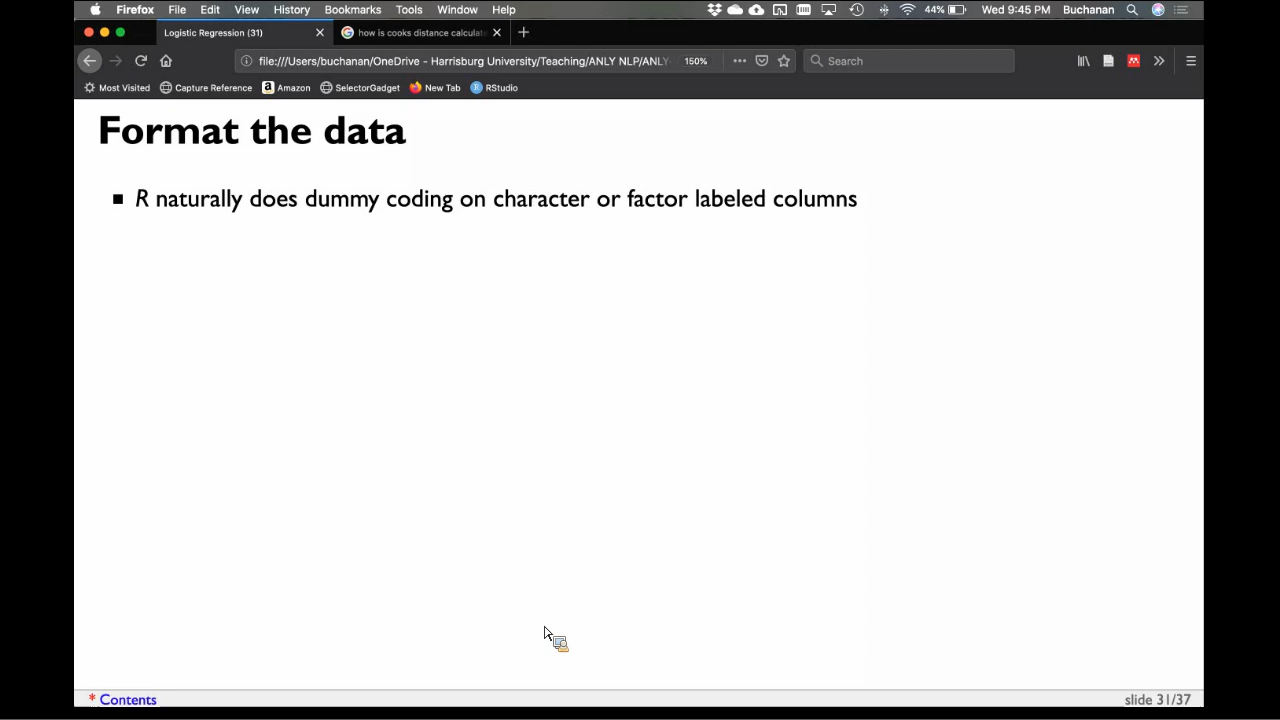 Firefox File Edit View History Bookmarks Tools Window Help 44% Wed 9:45 PM Buchanan
Logistic Regression (31) how is cooks distance calculat
file:///Users/buchanan/OneDrive - Harrisburg University/Teaching/ANLY NLP/ANLY 150% Search
Most Visited Capture Reference Amazon SelectorGadget New Tab RStudio
Format the data
R naturally does dummy coding on character or factor labeled columns
* Contents slide 31/37